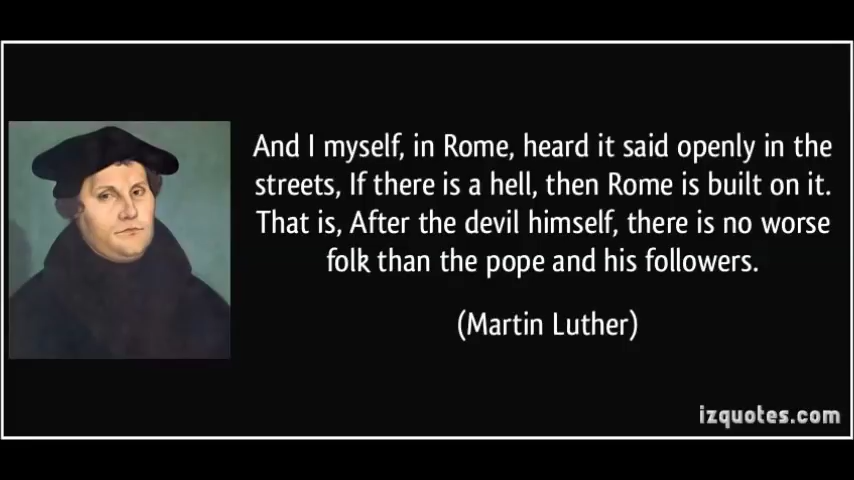 And I myself, in Rome, heard it said openly in the
streets, If there is a hell, then Rome is built on it.
That is, After the devil himself, there is no worse
folk than the pope and his followers.
(Martin Luther)
izquotes.com